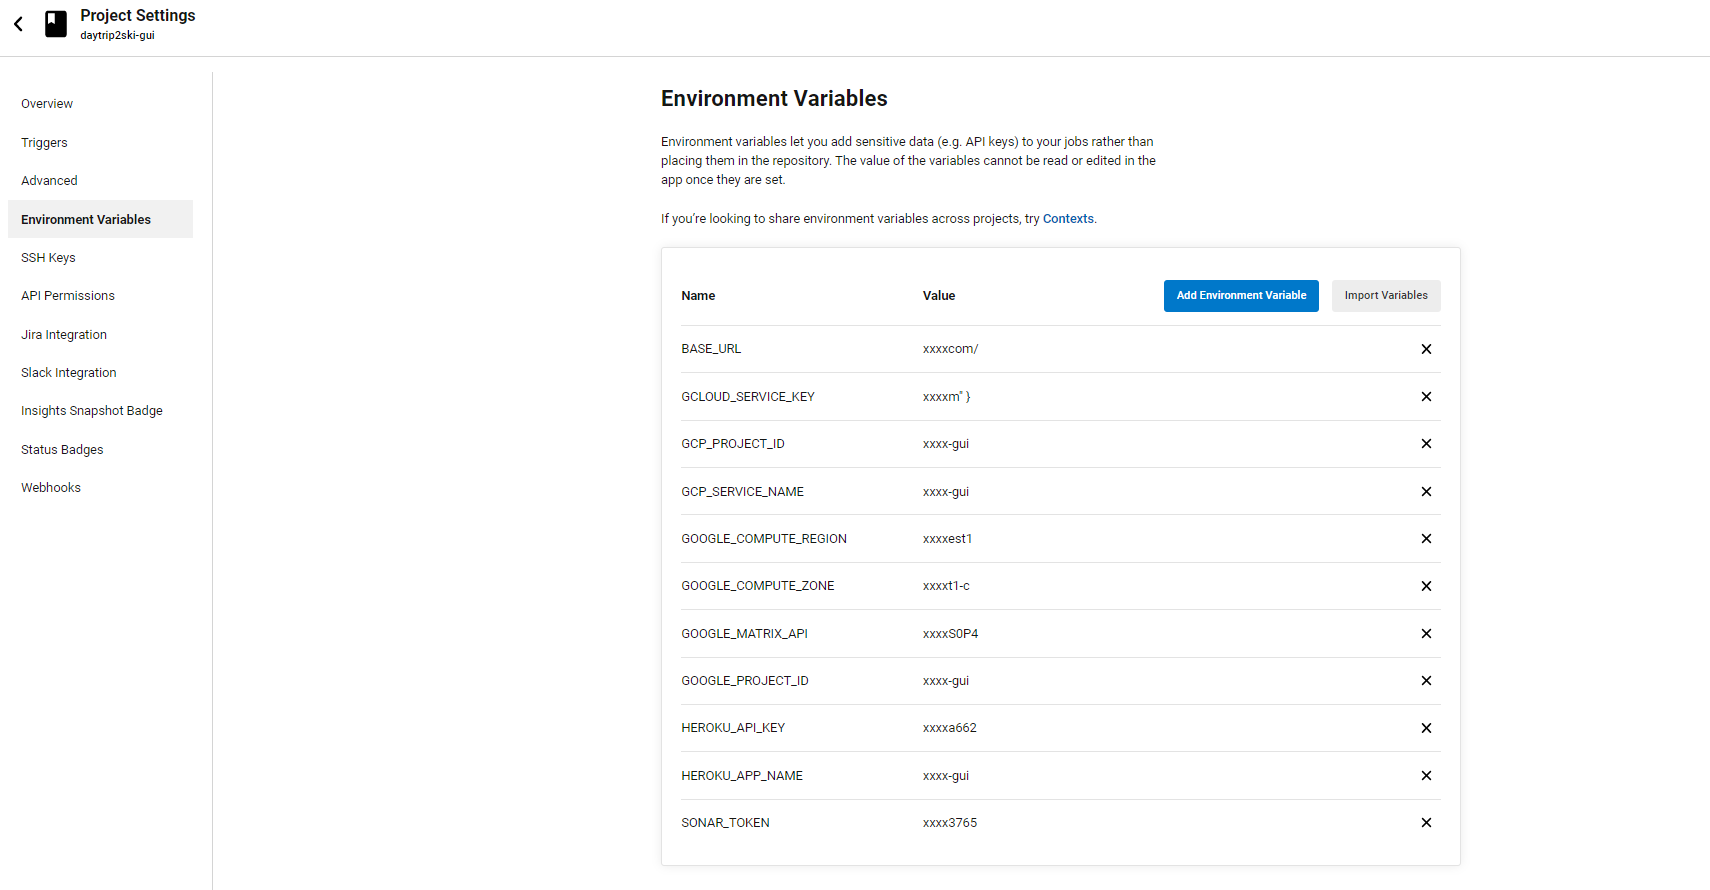 Project Settings
daytrip2ski-gui
Overview
Triggers
Advanced
Environment Variables
SSH Keys
API Permissions
Jira Integration
Slack Integration
Insights Snapshot Badge
Status Badges
Webhooks
Environment Variables
Environment variables let you add sensitive data (e.g. API keys) to your jobs rather than
placing them in the repository. The value of the variables cannot be read or edited in the
app once they are set.
If you’re looking to share environment variables across projects, try Contexts.
Name Value Add Environment Variable Import Variables
BASE_URL xxxxcom/
GCLOUD_SERVICE_KEY xxxxm" }
GCP_PROJECT_ID xxxx-gui
GCP_SERVICE_NAME xxxx-gui
GOOGLE_COMPUTE_REGION xxxxest1
GOOGLE_COMPUTE_ZONE xxxxt1-c
GOOGLE_MATRIX_API xxxxS0P4
GOOGLE_PROJECT_ID xxxx-gui
HEROKU_API_KEY xxxxa662
HEROKU_APP_NAME xxxx-gui
SONAR_TOKEN xxxx3765